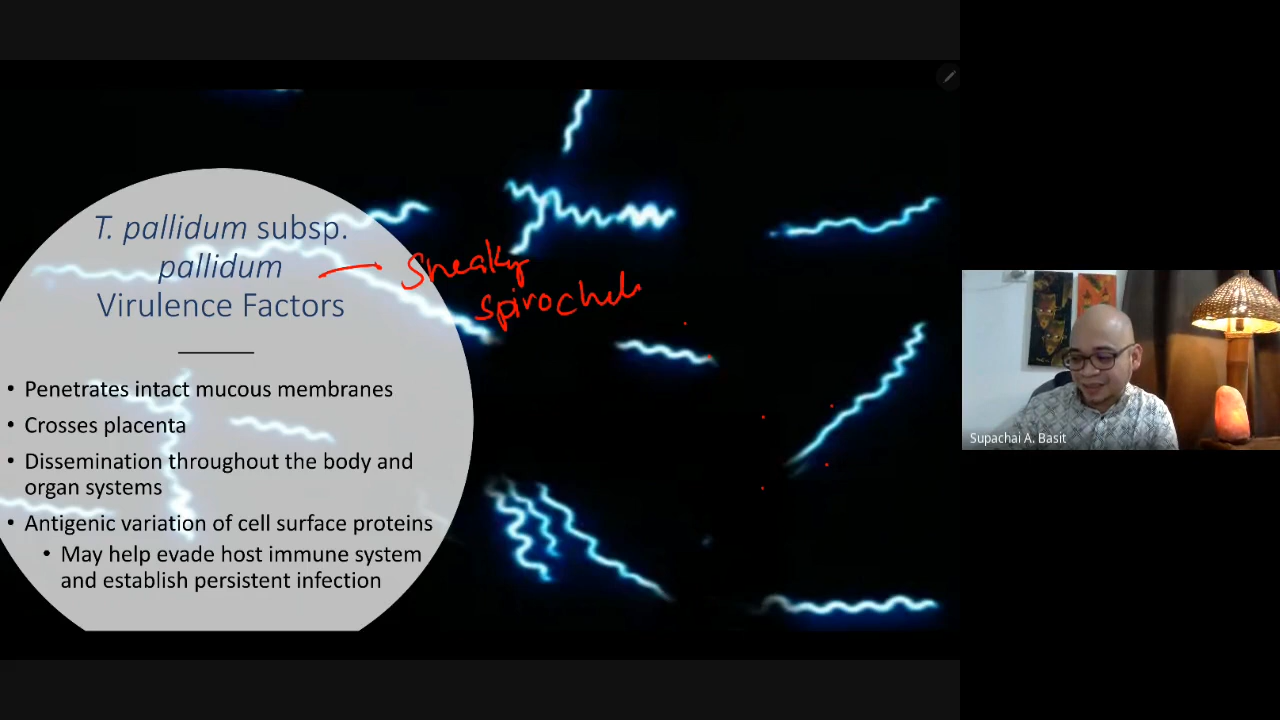 T. pallidum subsp.
pallidum
Virulence Factors
Sneaky
• Penetrates intact mucous membranes
• Crosses placenta
• Dissemination throughout the body and
organ systems
• Antigenic variation of cell surface proteins
• May help evade host immune system
and establish persistent infection
Supachai A. Basit